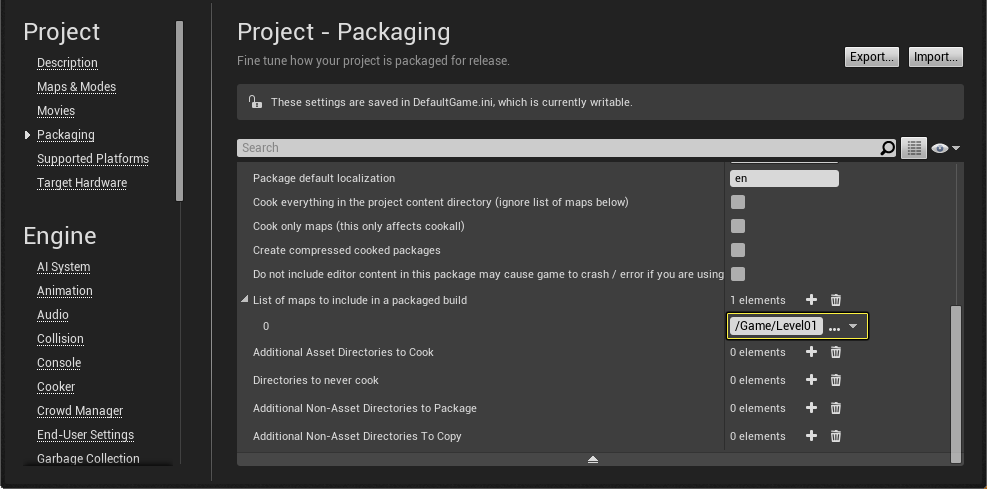 Project
Description
Maps & Modes
Movies
Packaging
Supported Platforms
Target Hardware
Engine
AI System
Animation
Audio
Collision
Console
Cooker
Crowd Manager
End-User Settings
Garbage Collection
Project - Packaging
Fine tune how your project is packaged for release.
Export...
Import...
These settings are saved in DefaultGame.ini, which is currently writable.
Search
Package default localization
en
Cook everything in the project content directory (ignore list of maps below)
Cook only maps (this only affects cookall)
Create compressed cooked packages
Do not include editor content in this package may cause game to crash / error if you are using
List of maps to include in a packaged build
1 elements
0
/Game/Level01
...
Additional Asset Directories to Cook
0 elements
Directories to never cook
0 elements
Additional Non-Asset Directories to Package
0 elements
Additional Non-Asset Directories To Copy
0 elements